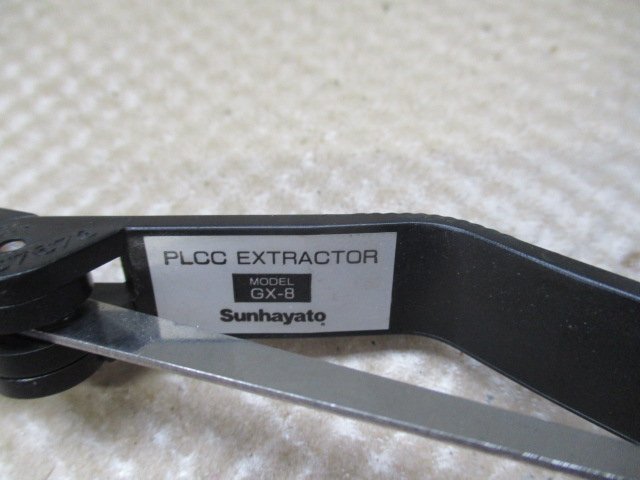 PLCC EXTRACTOR
MODEL
GX-8
Sunhayato